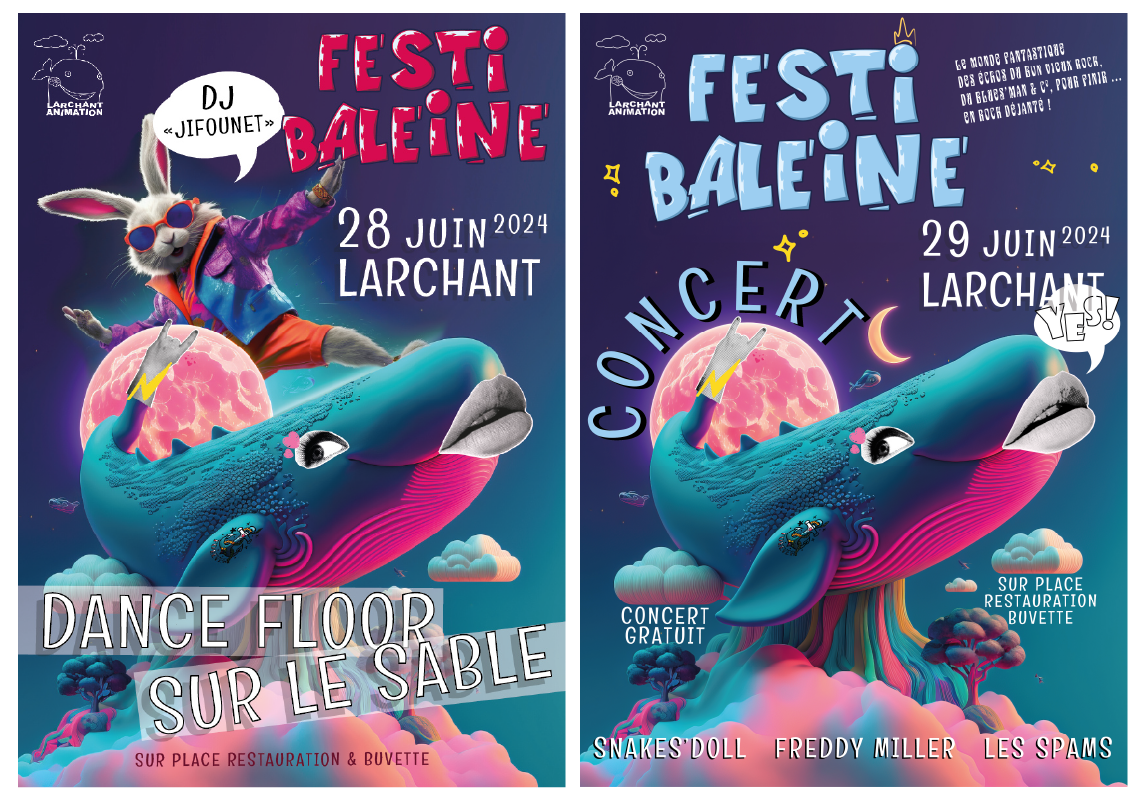 LARCHANT
ANIMATION
DJ
«JIFOUNET»
FESTI
BALEINE
28 JUIN 2024
LARCHANT
DANCE FLOOR
SUR LE SABLE
SUR PLACE RESTAURATION & BUVETTE
LARCHANT
ANIMATION
FESTI
BALEINE
LE MONDE FANTASTIQUE
DES ÉCHOS DU BON VIEUX ROCK,
DU BLUES'MAN & C°, POUR FINIR ...
EN ROCK DÉJANTÉ !
29 JUIN 2024
LARCHANT
YES!
CONCERT
CONCERT
GRATUIT
SUR PLACE
RESTAURATION
BUVETTE
SNAKES'DOLL FREDDY MILLER LES SPAMS